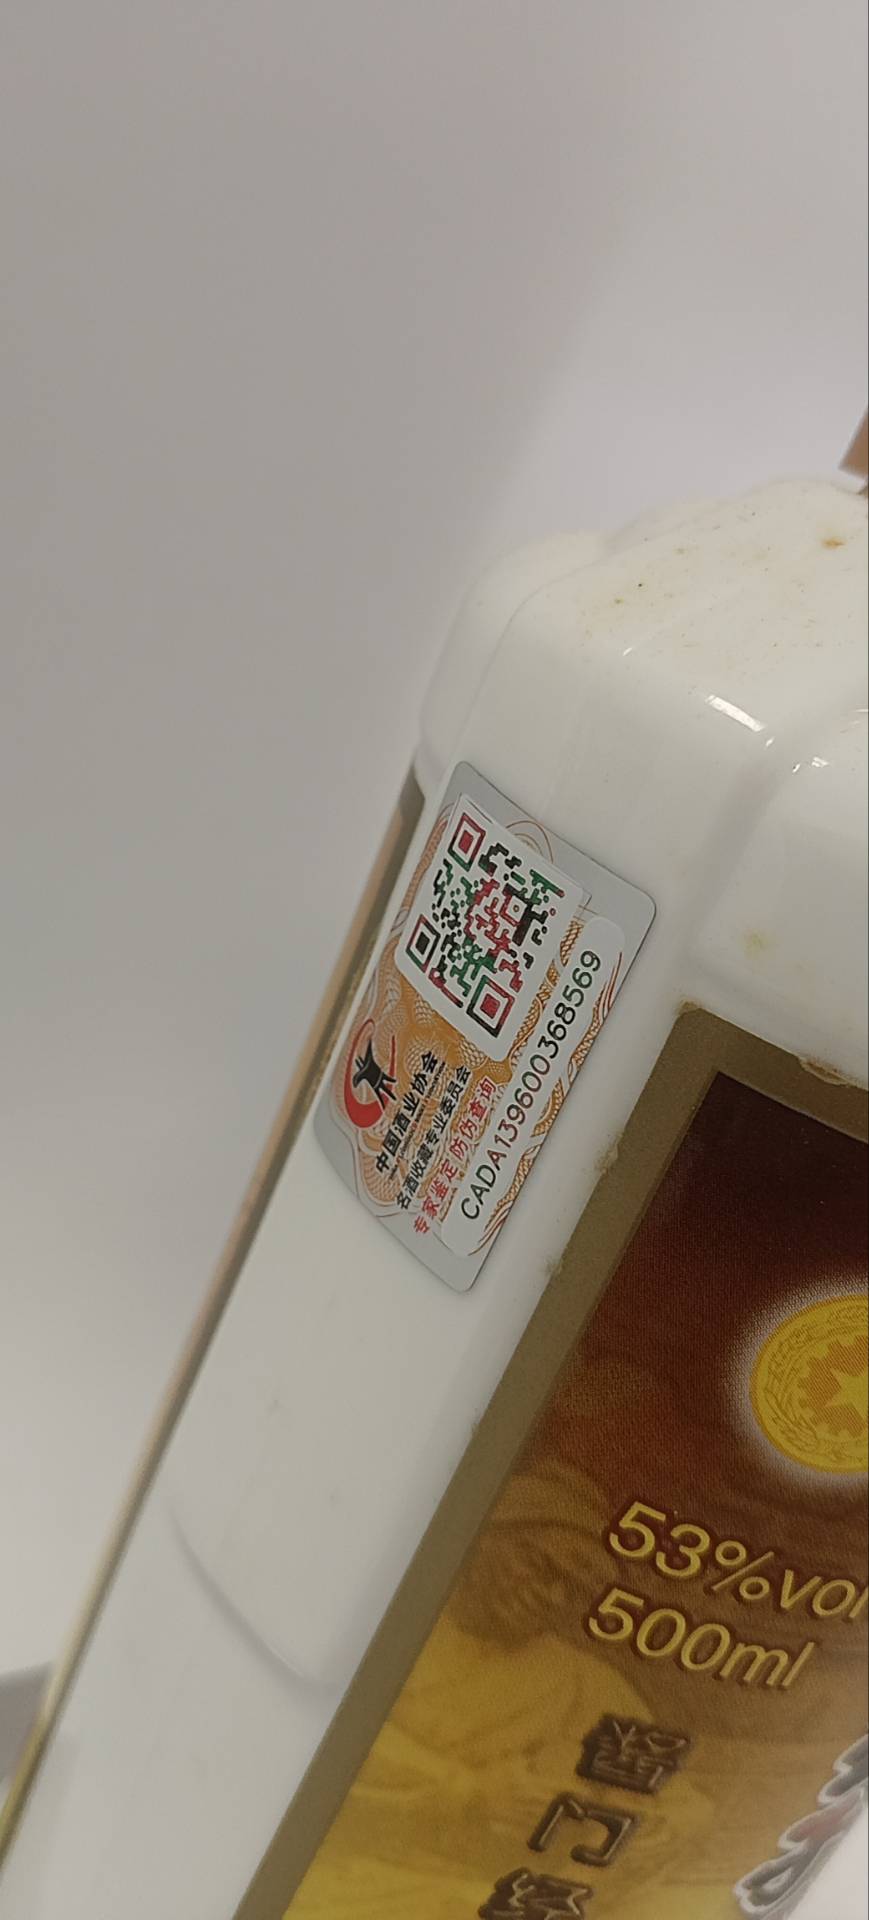 中国酒业协会
名酒收藏专业委员会
专家鉴定 防伪查询
CADA139600368569
53%vol
500ml